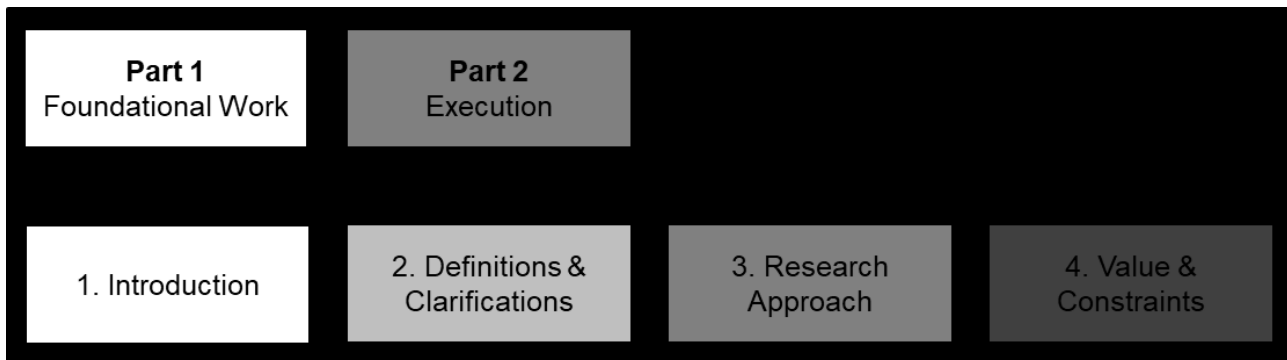 Part 1
Foundational Work
Part 2
Execution
1. Introduction
2. Definitions &
Clarifications
3. Research
Approach
4. Value &
Constraints